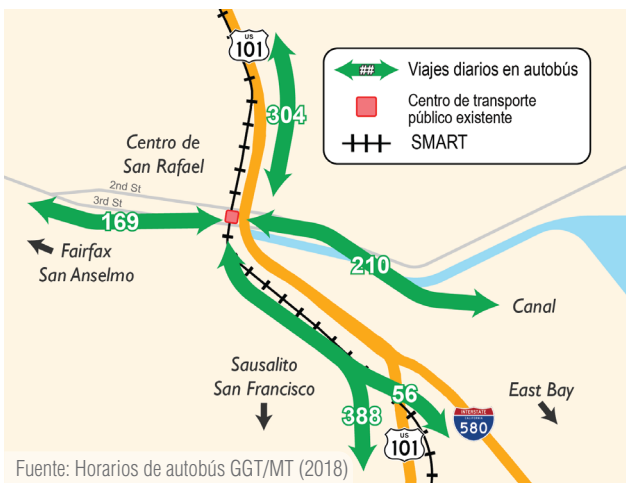 US
101
##
Viajes diarios en autobús
Centro de transporte
público existente
SMART
304
Centro de
San Rafael
2nd St
3rd St
169
Fairfax
San Anselmo
210
Canal
Sausalito
San Francisco
56
388
East Bay
INTERSTATE
CALIFORNIA
580
US
101
Fuente: Horarios de autobús GGT/MT (2018)